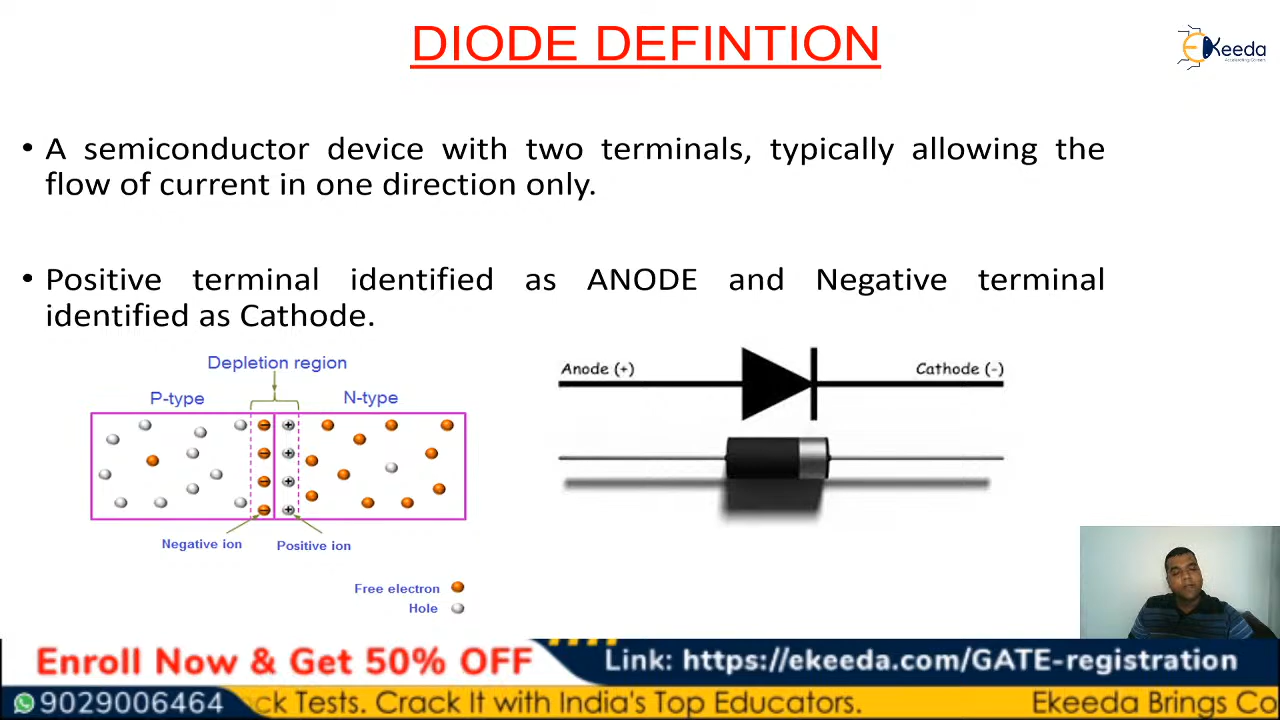 DIODE DEFINTION
Ekeeda
• A semiconductor device with two terminals, typically allowing the
flow of current in one direction only.
• Positive terminal identified as ANODE and Negative terminal
identified as Cathode.
Depletion region
P-type
N-type
Negative ion
Positive ion
Free electron
Hole
Anode (+)
Cathode (-)
Enroll Now & Get 50% OFF
Link: https://ekeeda.com/GATE-registration
9029006464
ck Tests. Crack It with India's Top Educators.
Ekeeda Brings Co